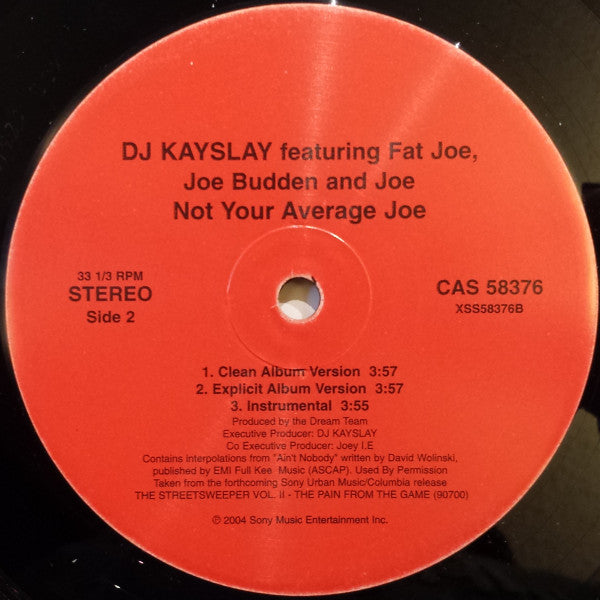 DJ KAYSLAY featuring Fat Joe,
Joe Budden and Joe
Not Your Average Joe
33 1/3 RPM
STEREO
Side 2
CAS 58376
XSS58376B
1. Clean Album Version 3:57
2. Explicit Album Version 3:57
3. Instrumental 3:55
Produced by the Dream Team
Executive Producer: DJ KAYSLAY
Co Executive Producer: Joey I.E
Contains interpolations from "Ain't Nobody" written by David Wolinski,
published by EMI Full Kee Music (ASCAP). Used By Permission
Taken from the forthcoming Sony Urban Music/Columbia release
THE STREETSWEEPER VOL. II - THE PAIN FROM THE GAME (90700)
℗ 2004 Sony Music Entertainment Inc.